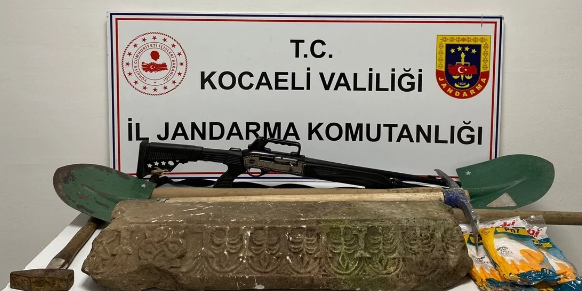 T.C.
KOCAELİ VALİLİĞİ
JANDARMA
İL JANDARMA KOMUTANLIĞI